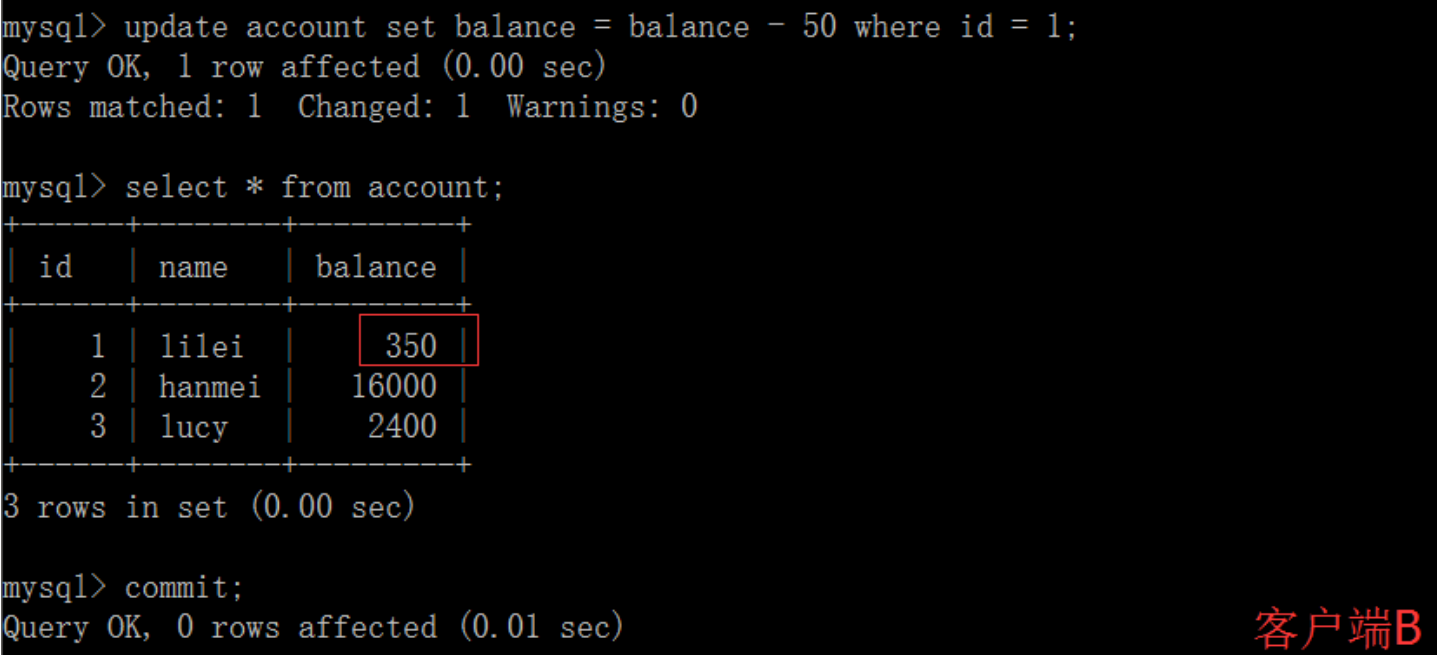 mysql> update account set balance = balance - 50 where id = 1;
Query OK, 1 row affected (0.00 sec)
Rows matched: 1  Changed: 1  Warnings: 0
mysql> select * from account;
+------+--------+---------+
| id   | name   | balance |
+------+--------+---------+
|    1 | lilei  |     350 |
|    2 | hanmei |   16000 |
|    3 | lucy   |    2400 |
+------+--------+---------+
3 rows in set (0.00 sec)
mysql> commit;
Query OK, 0 rows affected (0.01 sec)
客户端B